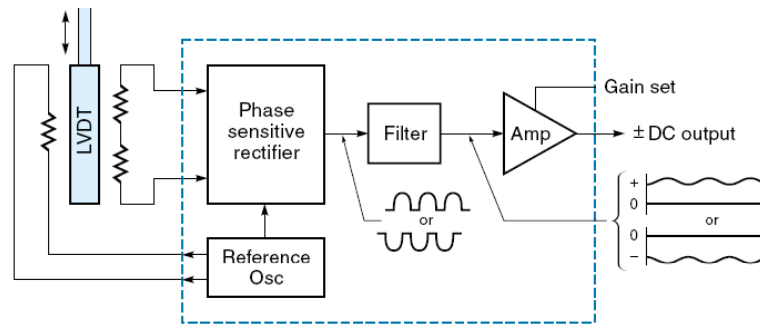 LVDT
Phase
sensitive
rectifier
Reference
Osc
Filter
Amp
Gain set
± DC output
or
+
0
or
0
−